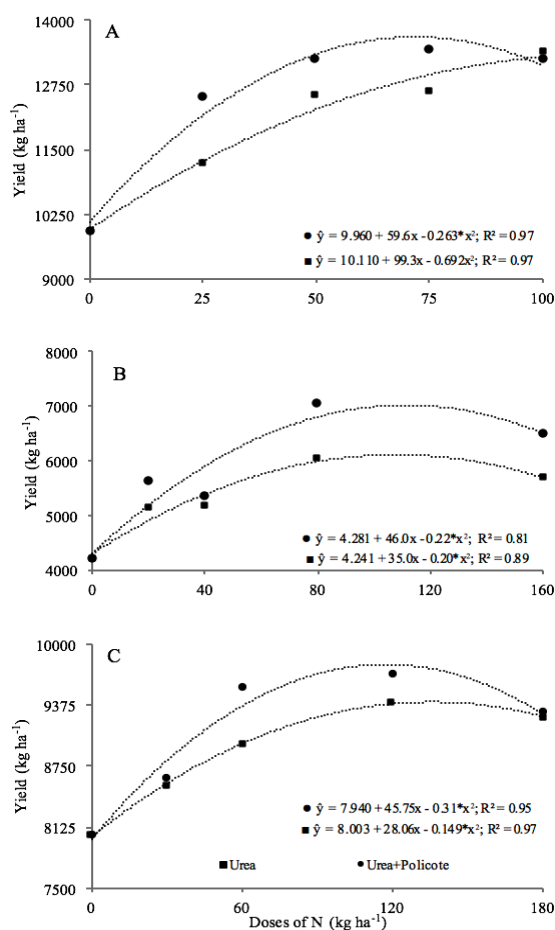 A
14000
12750
11500
10250
9000
Yield (kg ha-1)
ŷ = 9.960 + 59.6x - 0.263*x²; R² = 0.97
ŷ = 10.110 + 99.3x - 0.692x²; R² = 0.97
0 25 50 75 100
B
8000
7000
6000
5000
4000
Yield (kg ha-1)
ŷ = 4.281 + 46.0x - 0.22*x²; R² = 0.81
ŷ = 4.241 + 35.0x - 0.20*x²; R² = 0.89
0 40 80 120 160
C
10000
9375
8750
8125
7500
Yield (kg ha-1)
ŷ = 7.940 + 45.75x - 0.31*x²; R² = 0.95
ŷ = 8.003 + 28.06x - 0.149*x²; R² = 0.97
Urea Urea+Policote
0 60 120 180
Doses of N (kg ha-1)